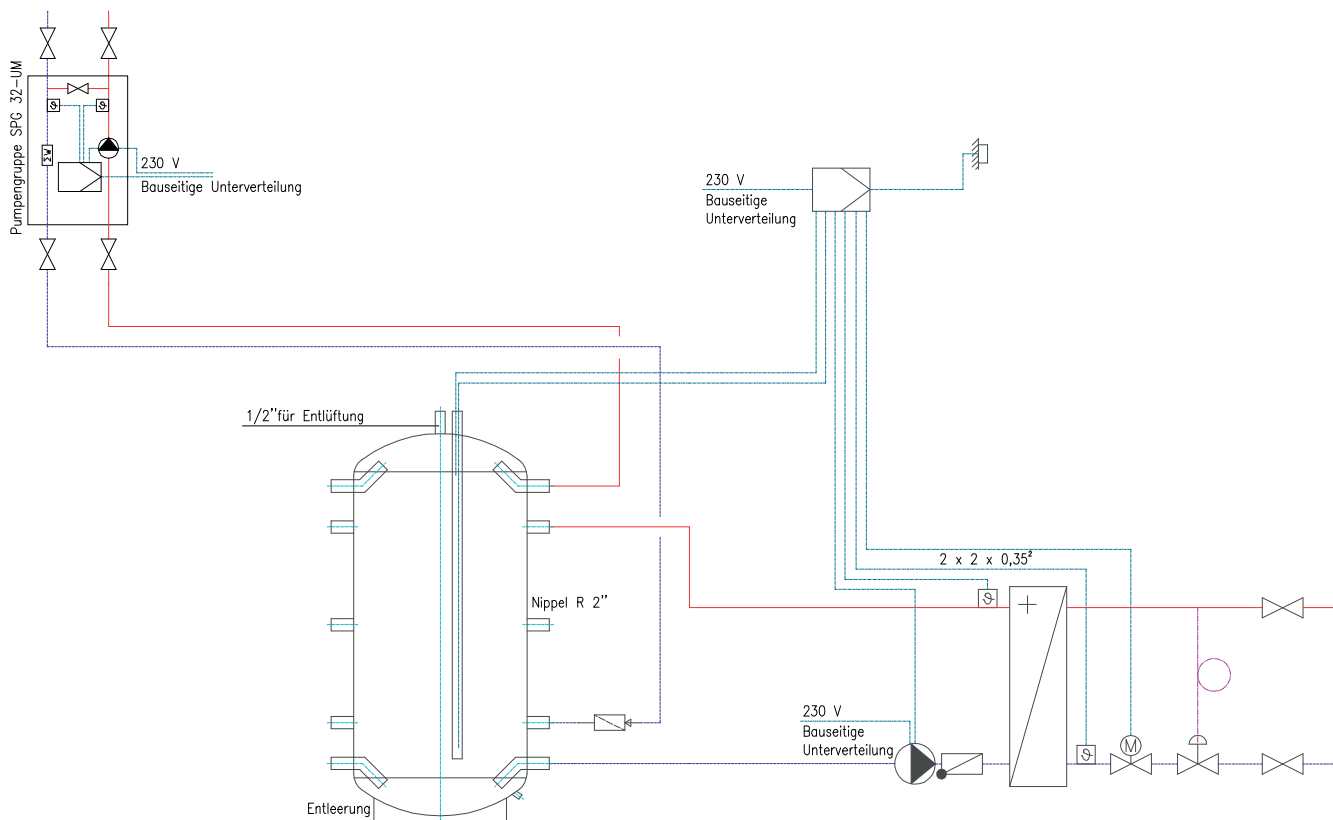 Pumpengruppe SPG 32-UM
ϑ
ϑ
ΣW
230 V
Bauseitige Unterverteilung
230 V
Bauseitige
Unterverteilung
1/2''für Entlüftung
2 x 2 x 0,35²
ϑ
Nippel R 2''
230 V
Bauseitige
Unterverteilung
M
ϑ
Entleerung